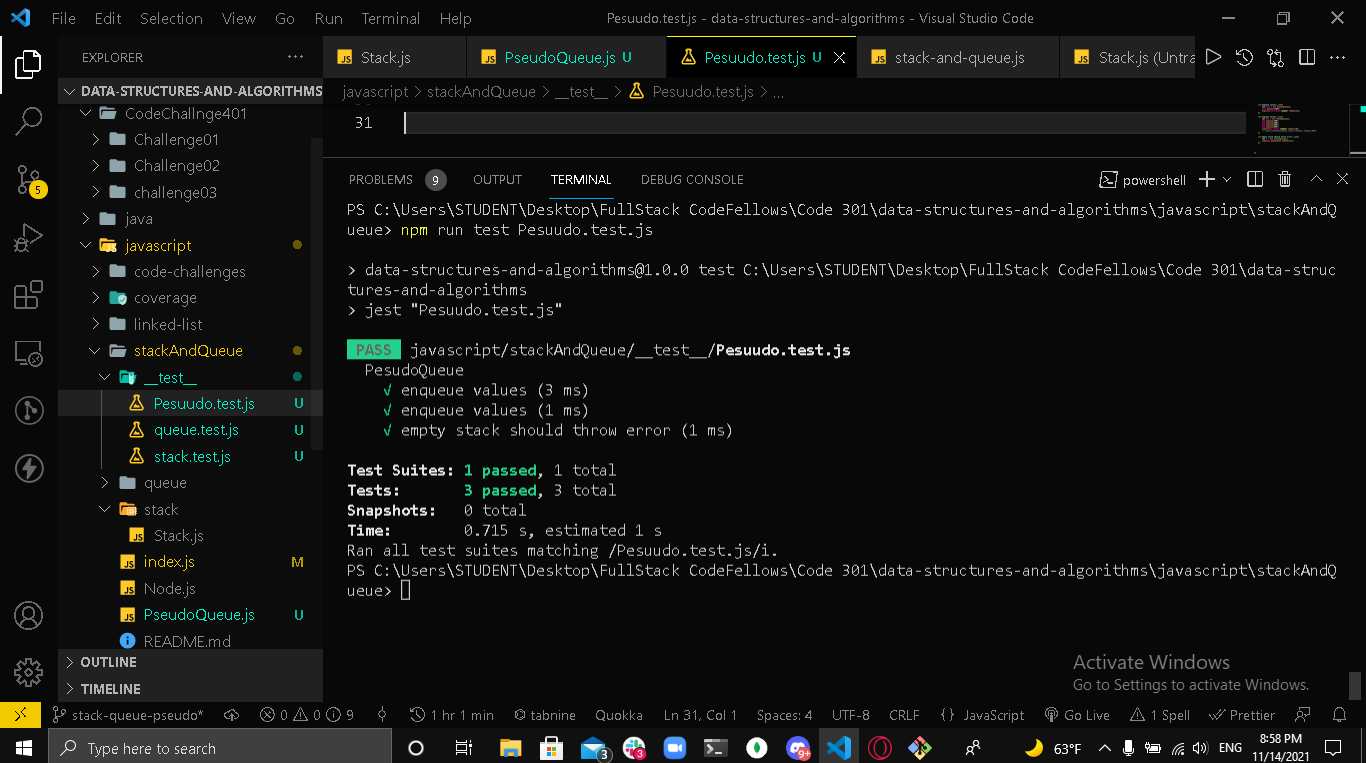 File Edit Selection View Go Run Terminal Help Pesuudo.test.js - data-structures-and-algorithms - Visual Studio Code
EXPLORER
DATA-STRUCTURES-AND-ALGORITHMS
CodeChallnge401
Challenge01
Challenge02
challenge03
java
javascript
code-challenges
coverage
linked-list
stackAndQueue
__test__
Pesuudo.test.js U
queue.test.js U
stack.test.js U
queue
stack
Stack.js
index.js M
Node.js
PseudoQueue.js U
README.md
OUTLINE
TIMELINE
5
Stack.js PseudoQueue.js U Pesuudo.test.js U stack-and-queue.js Stack.js (Untra
javascript > stackAndQueue > __test__ > Pesuudo.test.js > ...
31
PROBLEMS 9 OUTPUT TERMINAL DEBUG CONSOLE powershell
PS C:\Users\STUDENT\Desktop\FullStack CodeFellows\Code 301\data-structures-and-algorithms\javascript\stackAndQ
ueue> npm run test Pesuudo.test.js
> data-structures-and-algorithms@1.0.0 test C:\Users\STUDENT\Desktop\FullStack CodeFellows\Code 301\data-struc
tures-and-algorithms
> jest "Pesuudo.test.js"
PASS javascript/stackAndQueue/__test__/Pesuudo.test.js
PesudoQueue
√ enqueue values (3 ms)
√ enqueue values (1 ms)
√ empty stack should throw error (1 ms)
Test Suites: 1 passed, 1 total
Tests: 3 passed, 3 total
Snapshots: 0 total
Time: 0.715 s, estimated 1 s
Ran all test suites matching /Pesuudo.test.js/i.
PS C:\Users\STUDENT\Desktop\FullStack CodeFellows\Code 301\data-structures-and-algorithms\javascript\stackAndQ
ueue>
Activate Windows
Go to Settings to activate Windows.
stack-queue-pseudo* 0 0 9 1 hr 1 min tabnine Quokka Ln 31, Col 1 Spaces: 4 UTF-8 CRLF {} JavaScript Go Live 1 Spell Prettier
Type here to search 3 3 9+ 63°F ENG 8:58 PM
11/14/2021